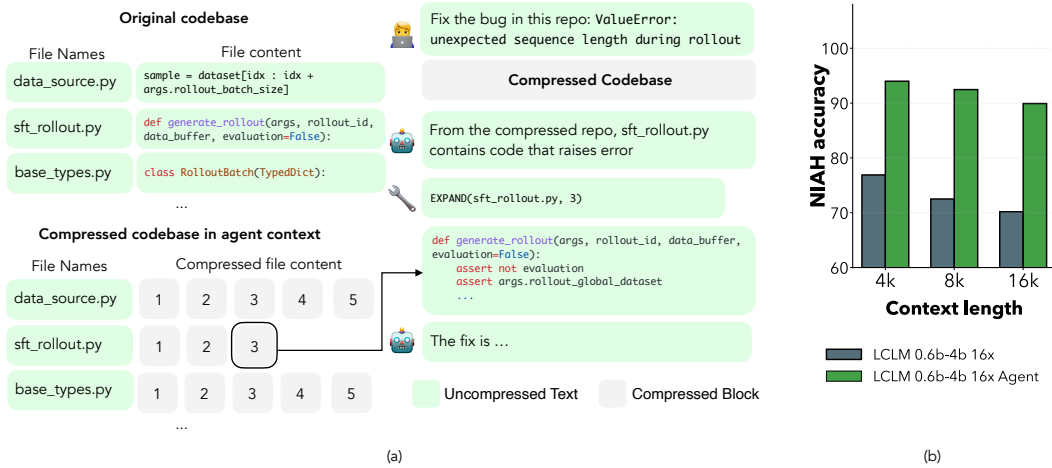 Original codebase
File Names
File content
data_source.py
sample = dataset[idx : idx +
args.rollout_batch_size]
sft_rollout.py
def generate_rollout(args, rollout_id,
data_buffer, evaluation=False):
base_types.py
class RolloutBatch(TypedDict):
...
Compressed codebase in agent context
File Names
Compressed file content
data_source.py
1 2 3 4 5
sft_rollout.py
1 2 3
base_types.py
1 2 3 4 5
...
Fix the bug in this repo: ValueError:
unexpected sequence length during rollout
Compressed Codebase
From the compressed repo, sft_rollout.py
contains code that raises error
EXPAND(sft_rollout.py, 3)
def generate_rollout(args, rollout_id, data_buffer,
evaluation=False):
assert not evaluation
assert args.rollout_global_dataset
...
The fix is ...
Uncompressed Text
Compressed Block
(a)
NIAH accuracy
100
90
80
70
60
4k 8k 16k
Context length
LCLM 0.6b-4b 16x
LCLM 0.6b-4b 16x Agent
(b)